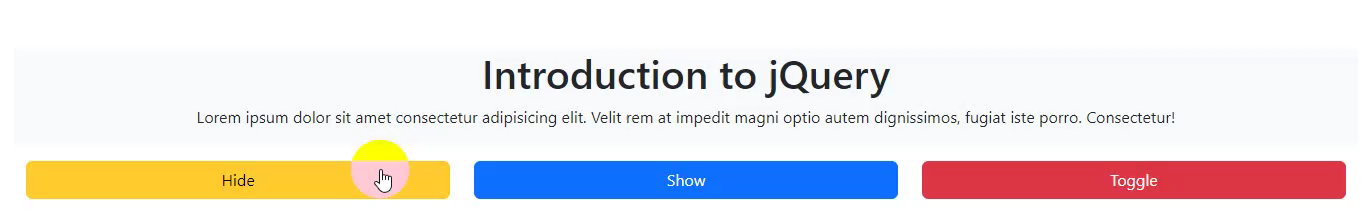 Introduction to jQuery
Lorem ipsum dolor sit amet consectetur adipisicing elit. Velit rem at impedit magni optio autem dignissimos, fugiat iste porro. Consectetur!
Hide Show Toggle